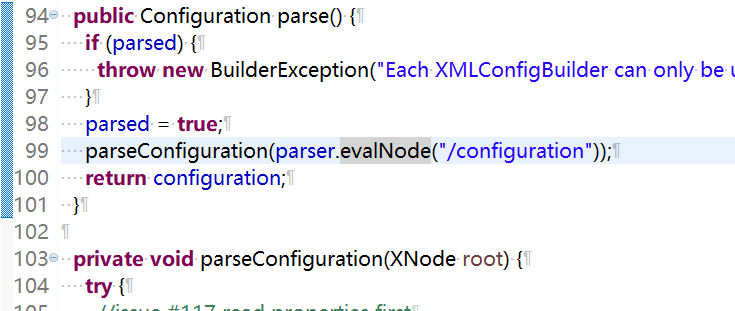 94 public Configuration parse() {
95 if (parsed) {
96 throw new BuilderException("Each XMLConfigBuilder can only be
97 }
98 parsed = true;
99 parseConfiguration(parser.evalNode("/configuration"));
100 return configuration;
101 }
102
103 private void parseConfiguration(XNode root) {
104 try {
105 //issue #117 read properties first